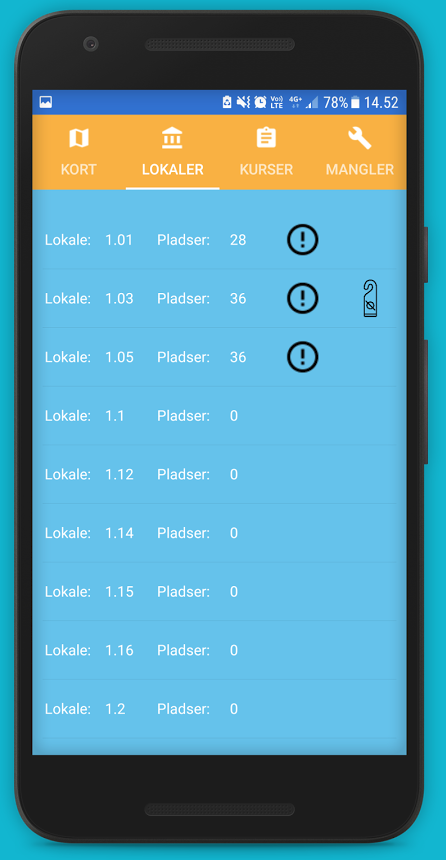 Voi) LTE 4G+ 78% 14.52
KORT LOKALER KURSER MANGLER
Lokale: 1.01 Pladser: 28
Lokale: 1.03 Pladser: 36
Lokale: 1.05 Pladser: 36
Lokale: 1.1 Pladser: 0
Lokale: 1.12 Pladser: 0
Lokale: 1.14 Pladser: 0
Lokale: 1.15 Pladser: 0
Lokale: 1.16 Pladser: 0
Lokale: 1.2 Pladser: 0